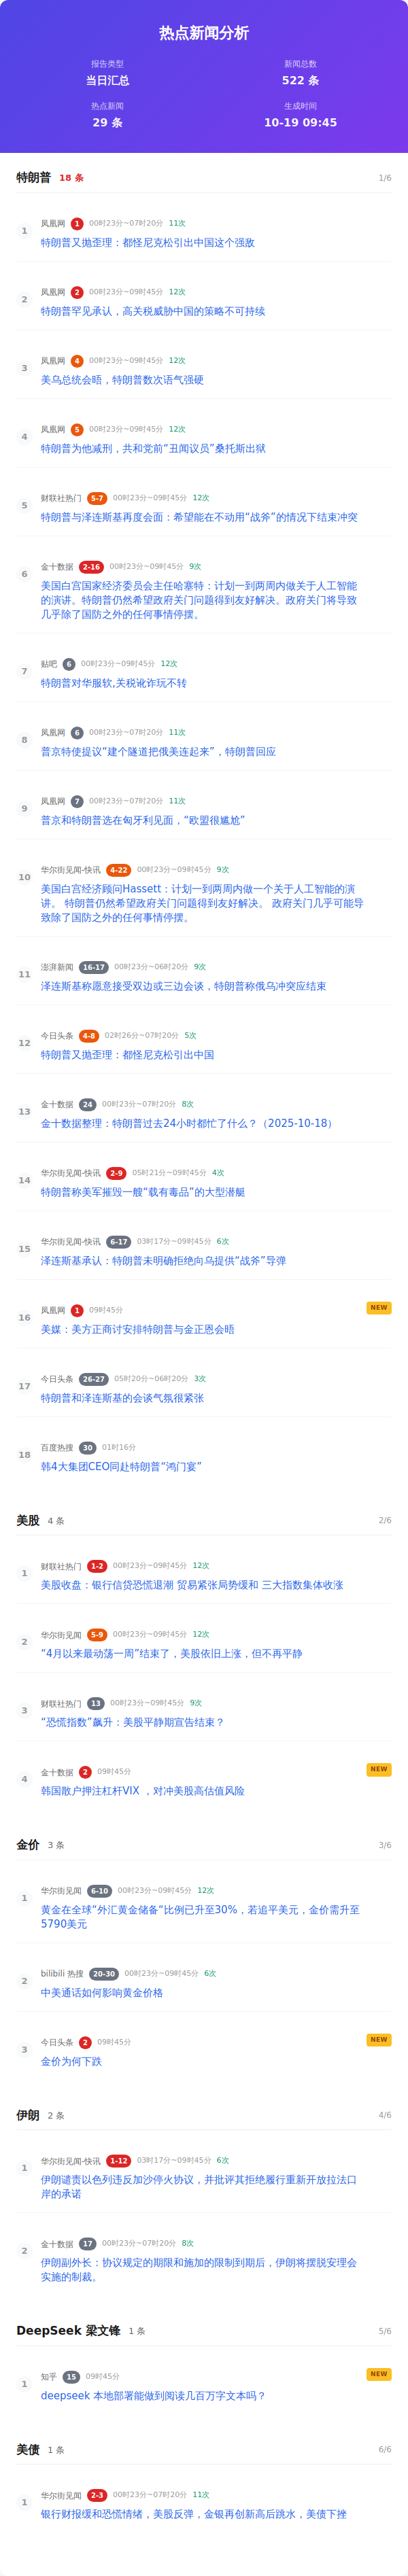 热点新闻分析
报告类型
当日汇总
新闻总数
522 条
热点新闻
29 条
生成时间
10-19 09:45
特朗普 18 条 1/6
1
凤凰网 1 00时23分~07时20分 11次
特朗普又抛歪理：都怪尼克松引出中国这个强敌
2
凤凰网 2 00时23分~09时45分 12次
特朗普罕见承认，高关税威胁中国的策略不可持续
3
凤凰网 4 00时23分~09时45分 12次
美乌总统会晤，特朗普数次语气强硬
4
凤凰网 5 00时23分~09时45分 12次
特朗普为他减刑，共和党前“丑闻议员”桑托斯出狱
5
财联社热门 5-7 00时23分~09时45分 12次
特朗普与泽连斯基再度会面：希望能在不动用“战斧”的情况下结束冲突
6
金十数据 2-16 00时23分~09时45分 9次
美国白宫国家经济委员会主任哈塞特：计划一到两周内做关于人工智能
的演讲。特朗普仍然希望政府关门问题得到友好解决。政府关门将导致
几乎除了国防之外的任何事情停摆。
7
贴吧 6 00时23分~09时45分 12次
特朗普对华服软,关税讹诈玩不转
8
凤凰网 6 00时23分~07时20分 11次
普京特使提议“建个隧道把俄美连起来”，特朗普回应
9
凤凰网 7 00时23分~07时20分 11次
普京和特朗普选在匈牙利见面，“欧盟很尴尬”
10
华尔街见闻-快讯 4-22 00时23分~09时45分 9次
美国白宫经济顾问Hassett：计划一到两周内做一个关于人工智能的演
讲。 特朗普仍然希望政府关门问题得到友好解决。 政府关门几乎可能导
致除了国防之外的任何事情停摆。
11
澎湃新闻 16-17 00时23分~06时20分 9次
泽连斯基称愿意接受双边或三边会谈，特朗普称俄乌冲突应结束
12
今日头条 4-8 02时26分~07时20分 5次
特朗普又抛歪理：都怪尼克松引出中国
13
金十数据 24 00时23分~07时20分 8次
金十数据整理：特朗普过去24小时都忙了什么？（2025-10-18）
14
华尔街见闻-快讯 2-9 05时21分~09时45分 4次
特朗普称美军摧毁一艘“载有毒品”的大型潜艇
15
华尔街见闻-快讯 6-17 03时17分~09时45分 6次
泽连斯基承认：特朗普未明确拒绝向乌提供“战斧”导弹
16
凤凰网 1 09时45分 NEW
美媒：美方正商讨安排特朗普与金正恩会晤
17
今日头条 26-27 05时20分~06时20分 3次
特朗普和泽连斯基的会谈气氛很紧张
18
百度热搜 30 01时16分
韩4大集团CEO同赴特朗普“鸿门宴”
美股 4 条 2/6
1
财联社热门 1-2 00时23分~09时45分 12次
美股收盘：银行信贷恐慌退潮 贸易紧张局势缓和 三大指数集体收涨
2
华尔街见闻 5-9 00时23分~09时45分 12次
“4月以来最动荡一周”结束了，美股依旧上涨，但不再平静
3
财联社热门 13 00时23分~09时45分 9次
“恐慌指数”飙升：美股平静期宣告结束？
4
金十数据 2 09时45分 NEW
韩国散户押注杠杆VIX ，对冲美股高估值风险
金价 3 条 3/6
1
华尔街见闻 6-10 00时23分~09时45分 12次
黄金在全球“外汇黄金储备”比例已升至30%，若追平美元，金价需升至
5790美元
2
bilibili 热搜 20-30 00时23分~09时45分 6次
中美通话如何影响黄金价格
3
今日头条 2 09时45分 NEW
金价为何下跌
伊朗 2 条 4/6
1
华尔街见闻-快讯 1-12 03时17分~09时45分 6次
伊朗谴责以色列违反加沙停火协议，并批评其拒绝履行重新开放拉法口
岸的承诺
2
金十数据 17 00时23分~07时20分 8次
伊朗副外长：协议规定的期限和施加的限制到期后，伊朗将摆脱安理会
实施的制裁。
DeepSeek 梁文锋 1 条 5/6
1
知乎 15 09时45分 NEW
deepseek 本地部署能做到阅读几百万字文本吗？
美债 1 条 6/6
1
华尔街见闻 2-3 00时23分~07时20分 11次
银行财报缓和恐慌情绪，美股反弹，金银再创新高后跳水，美债下挫